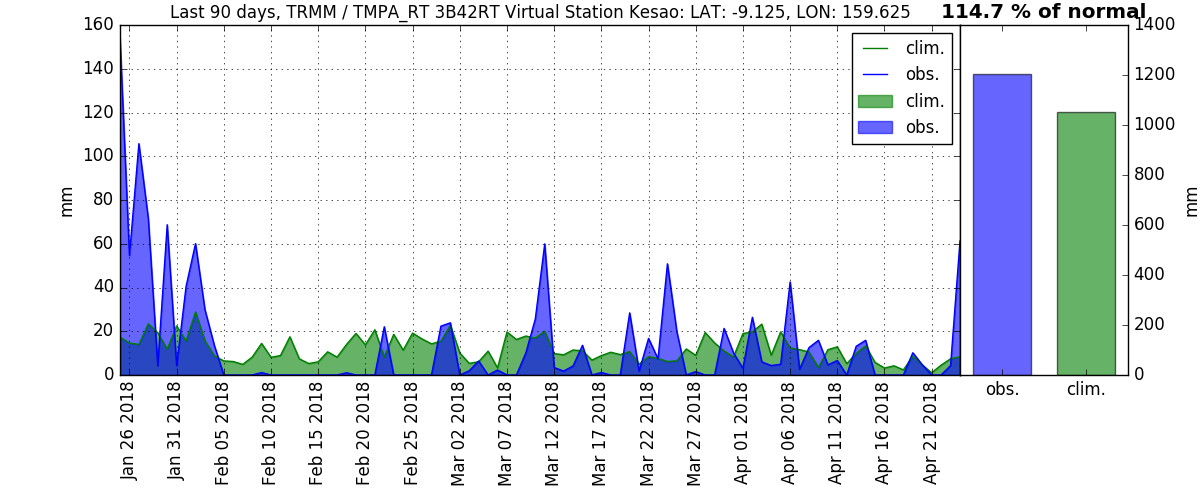 Last 90 days, TRMM / TMPA_RT 3B42RT Virtual Station Kesao: LAT: -9.125, LON: 159.625
114.7 % of normal
160
140
120
100
80
60
40
20
0
mm
clim.
obs.
clim.
obs.
Jan 26 2018
Jan 31 2018
Feb 05 2018
Feb 10 2018
Feb 15 2018
Feb 20 2018
Feb 25 2018
Mar 02 2018
Mar 07 2018
Mar 12 2018
Mar 17 2018
Mar 22 2018
Mar 27 2018
Apr 01 2018
Apr 06 2018
Apr 11 2018
Apr 16 2018
Apr 21 2018
1400
1200
1000
800
600
400
200
0
mm
obs.
clim.